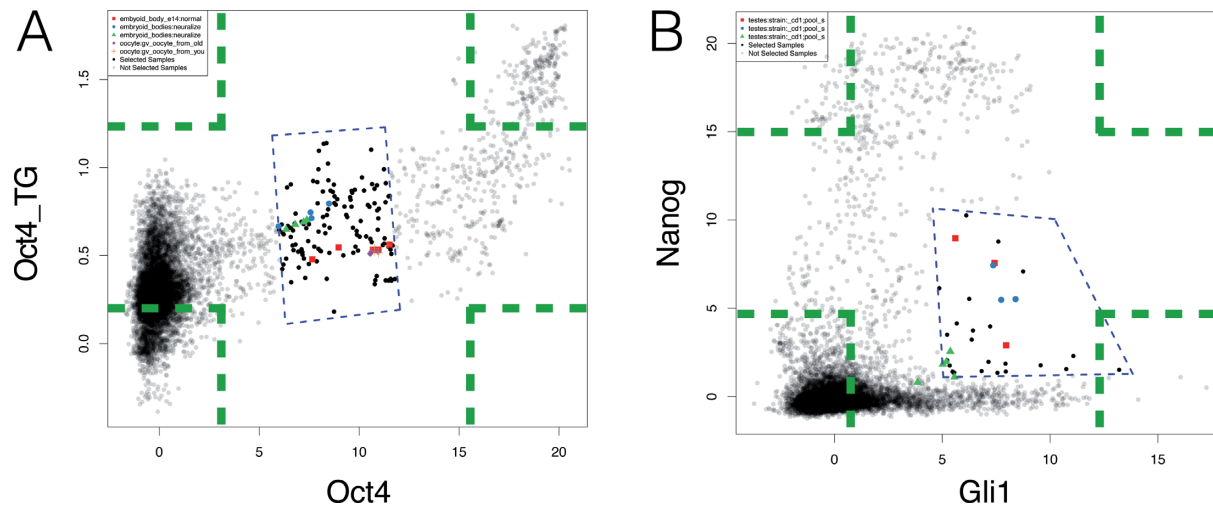 A
embyoid_body_e14:normal
embryoid_bodies:neuralize
embryoid_bodies:neuralize
oocyte:gv_oocyte_from_old
oocyte:gv_oocyte_from_you
Selected Samples
Not Selected Samples
Oct4_TG
1.5
1.0
0.5
0.0
0 5 10 15 20
Oct4
B
testes:strain:_cd1;pool_s
testes:strain:_cd1;pool_s
testes:strain:_cd1;pool_s
Selected Samples
Not Selected Samples
Nanog
20
15
10
5
0
0 5 10 15
Gli1